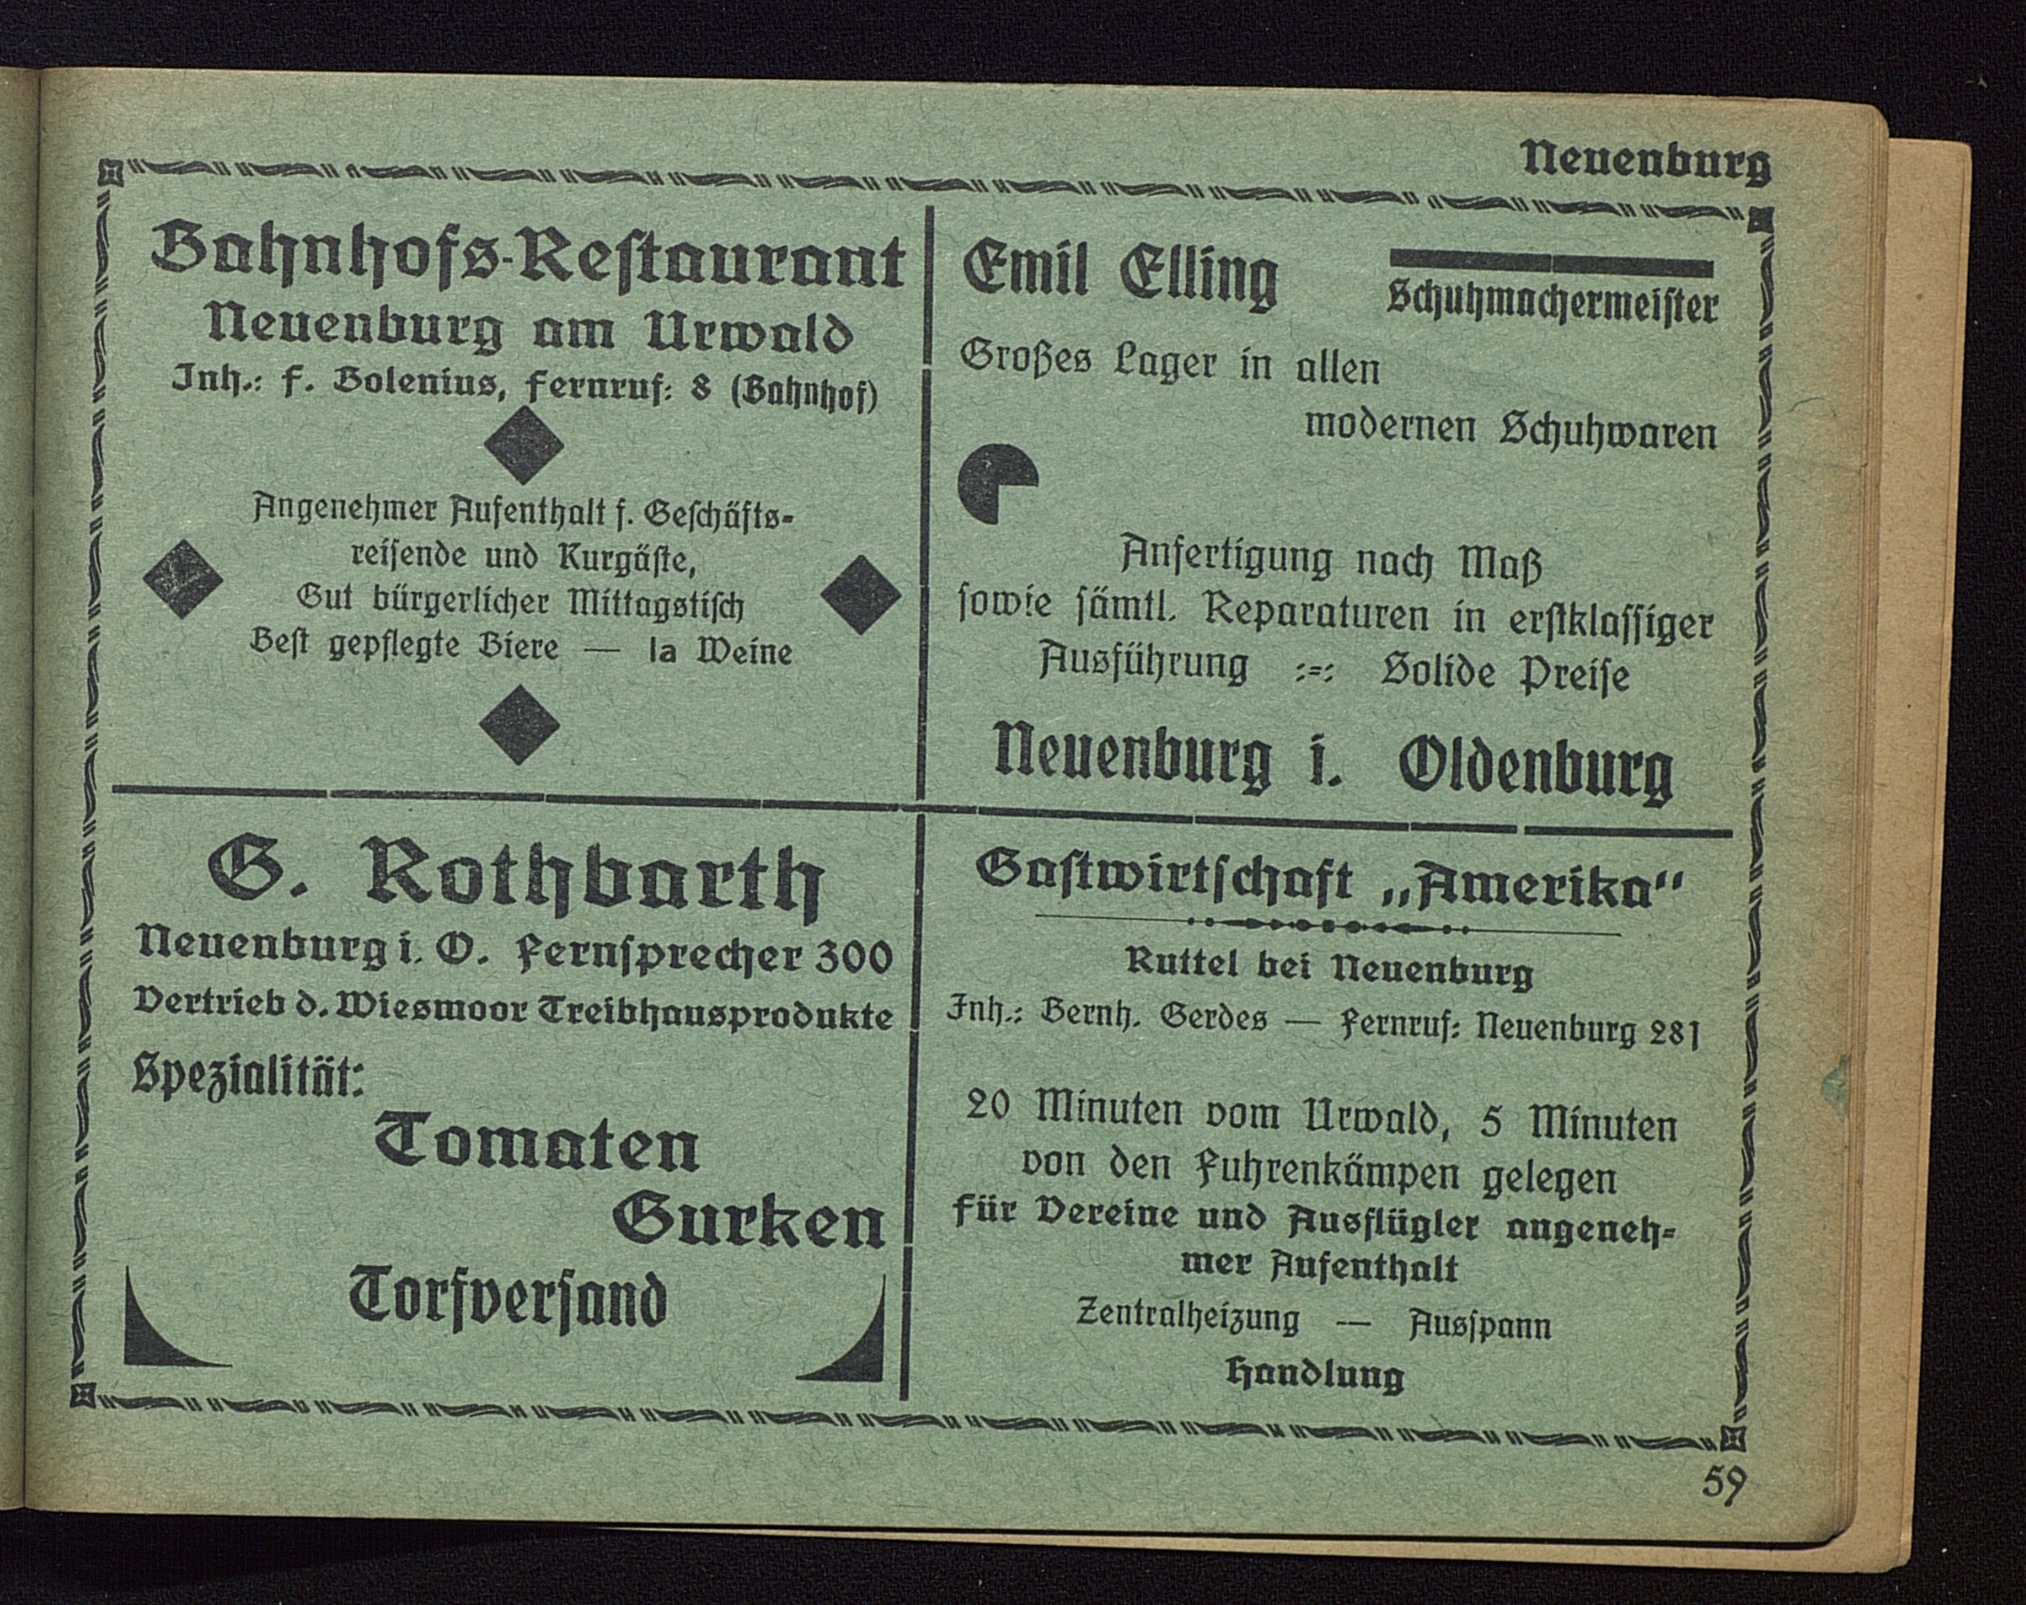 Neuenburg
Bahnhofs-Restaurant
Neuenburg am Urwald
Inh.: F. Bolenius, Fernruf: 8 (Bahnhof)
Angenehmer Aufenthalt f. Geschäfts-
reisende und Kurgäste,
Gut bürgerlicher Mittagstisch
Best gepflegte Biere — Ia Weine
Emil Elling
Schuhmachermeister
Großes Lager in allen
modernen Schuhwaren
Anfertigung nach Maß
sowie sämtl. Reparaturen in erstklassiger
Ausführung :-: Solide Preise
Neuenburg i. Oldenburg
G. Rothbarth
Neuenburg i. O. Fernsprecher 300
Vertrieb d. Wiesmoor Treibhausprodukte
Spezialität:
Tomaten
Gurken
Torfversand
Gastwirtschaft „Amerika“
Ruttel bei Neuenburg
Inh.: Bernh. Gerdes — Fernruf: Neuenburg 281
20 Minuten vom Urwald, 5 Minuten
von den Fuhrenkämpen gelegen
für Vereine und Ausflügler angeneh-
mer Aufenthalt
Zentralheizung — Ausspann
Handlung
59